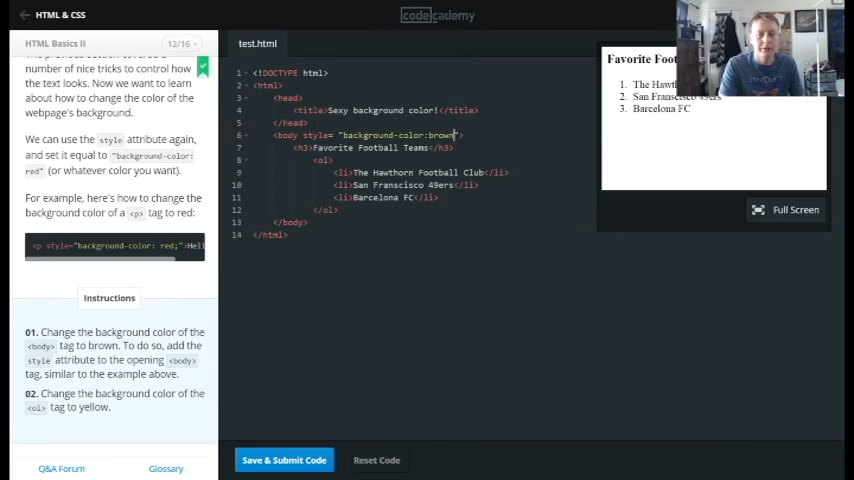 HTML & CSS
codecademy
HTML Basics II
12/16
number of nice tricks to control how
the text looks. Now we want to learn
about how to change the color of the
webpage's background.
We can use the style attribute again,
and set it equal to "background-color:
red" (or whatever color you want).
For example, here's how to change the
background color of a <p> tag to red:
<p style="background-color: red;">Hell
Instructions
01. Change the background color of the
<body> tag to brown. To do so, add the
style attribute to the opening <body>
tag, similar to the example above.
02. Change the background color of the
<ol> tag to yellow.
Q&A Forum
Glossary
test.html
1 <!DOCTYPE html>
2 <html>
3 <head>
4 <title>Sexy background color!</title>
5 </head>
6 <body style= "background-color:brown">
7 <h3>Favorite Football Teams</h3>
8 <ol>
9 <li>The Hawthorn Football Club</li>
10 <li>San Franscisco 49ers</li>
11 <li>Barcelona FC</li>
12 </ol>
13 </body>
14 </html>
Save & Submit Code
Reset Code
Favorite Foo
1. The Hawth
2. San Franscisco 49ers
3. Barcelona FC
Full Screen